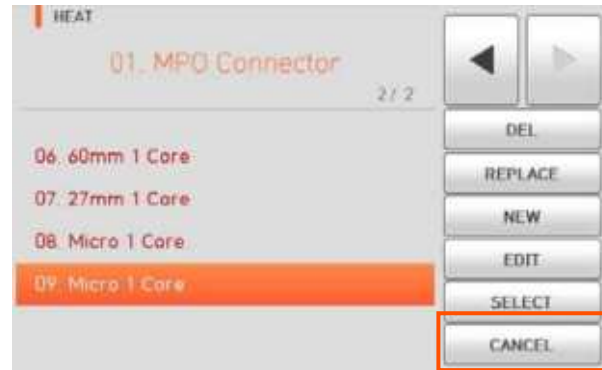 HEAT
01. MPO Connector
2/ 2
06. 60mm 1 Core
07. 27mm 1 Core
08. Micro 1 Core
09. Micro 1 Core
DEL
REPLACE
NEW
EDIT
SELECT
CANCEL